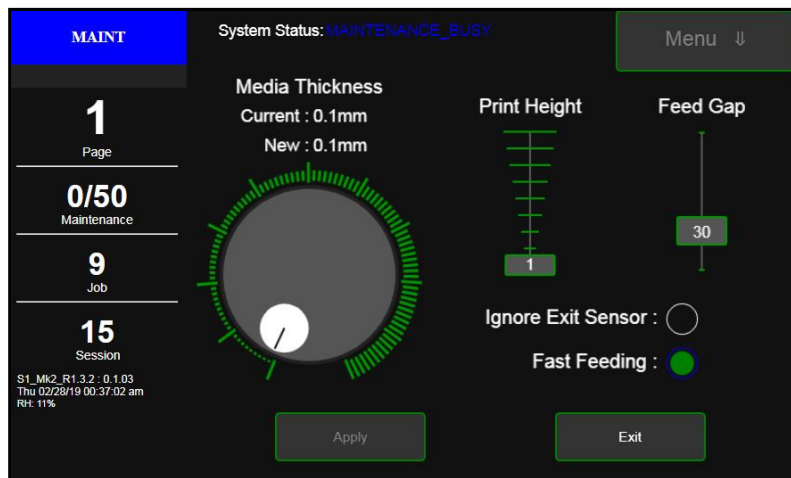 MAINT
System Status:MAINTENANCE_BUSY
Menu ⇓
1
Page
0/50
Maintenance
9
Job
15
Session
S1_Mk2_R1.3.2 : 0.1.03
Thu 02/28/19 00:37:02 am
RH: 11%
Media Thickness
Current : 0.1mm
New : 0.1mm
Print Height
1
Feed Gap
30
Ignore Exit Sensor :
Fast Feeding :
Apply
Exit